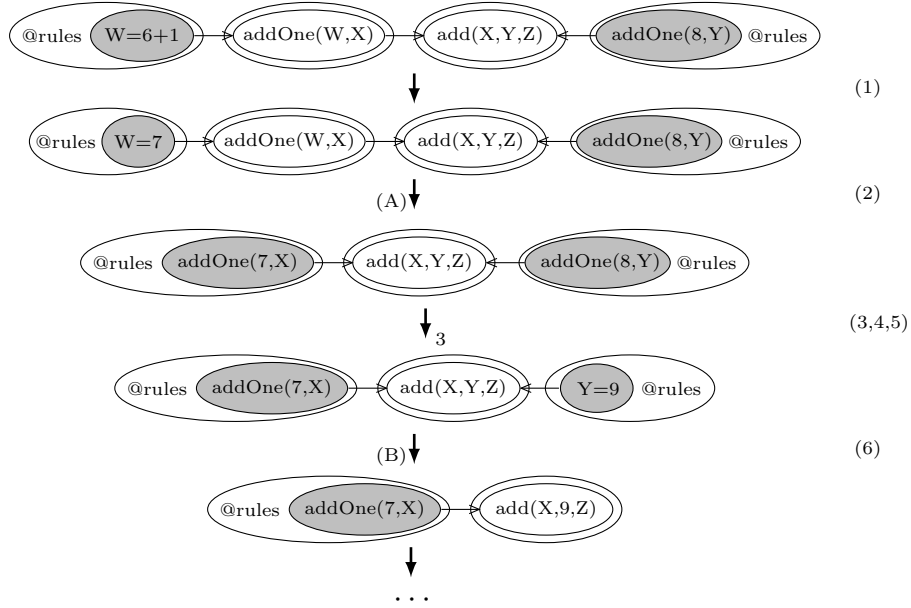 @rules W=6+1 addOne(W,X) add(X,Y,Z) addOne(8,Y) @rules
(1)
@rules W=7 addOne(W,X) add(X,Y,Z) addOne(8,Y) @rules
(A) (2)
@rules addOne(7,X) add(X,Y,Z) addOne(8,Y) @rules
(3,4,5)
3
@rules addOne(7,X) add(X,Y,Z) Y=9 @rules
(B) (6)
@rules addOne(7,X) add(X,9,Z)
. . .